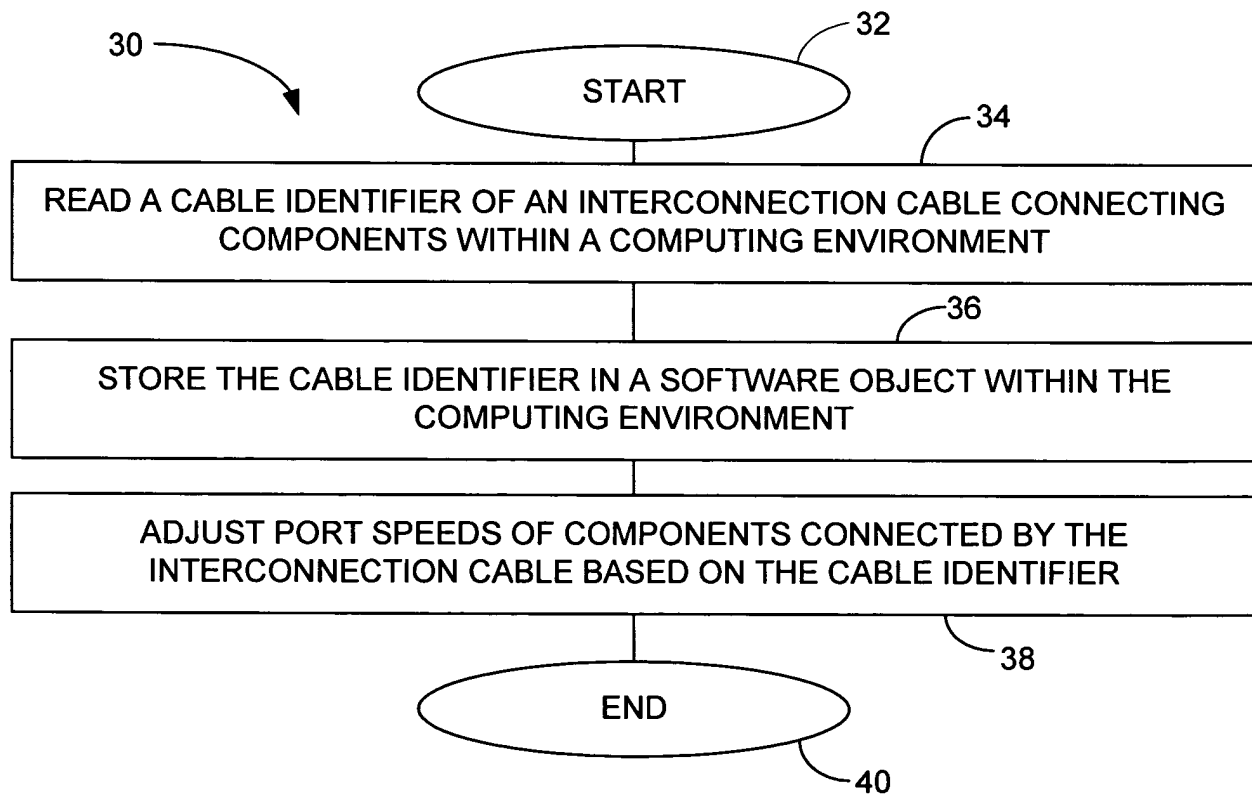 30
32
START
34
READ A CABLE IDENTIFIER OF AN INTERCONNECTION CABLE CONNECTING
COMPONENTS WITHIN A COMPUTING ENVIRONMENT
36
STORE THE CABLE IDENTIFIER IN A SOFTWARE OBJECT WITHIN THE
COMPUTING ENVIRONMENT
ADJUST PORT SPEEDS OF COMPONENTS CONNECTED BY THE
INTERCONNECTION CABLE BASED ON THE CABLE IDENTIFIER
38
END
40